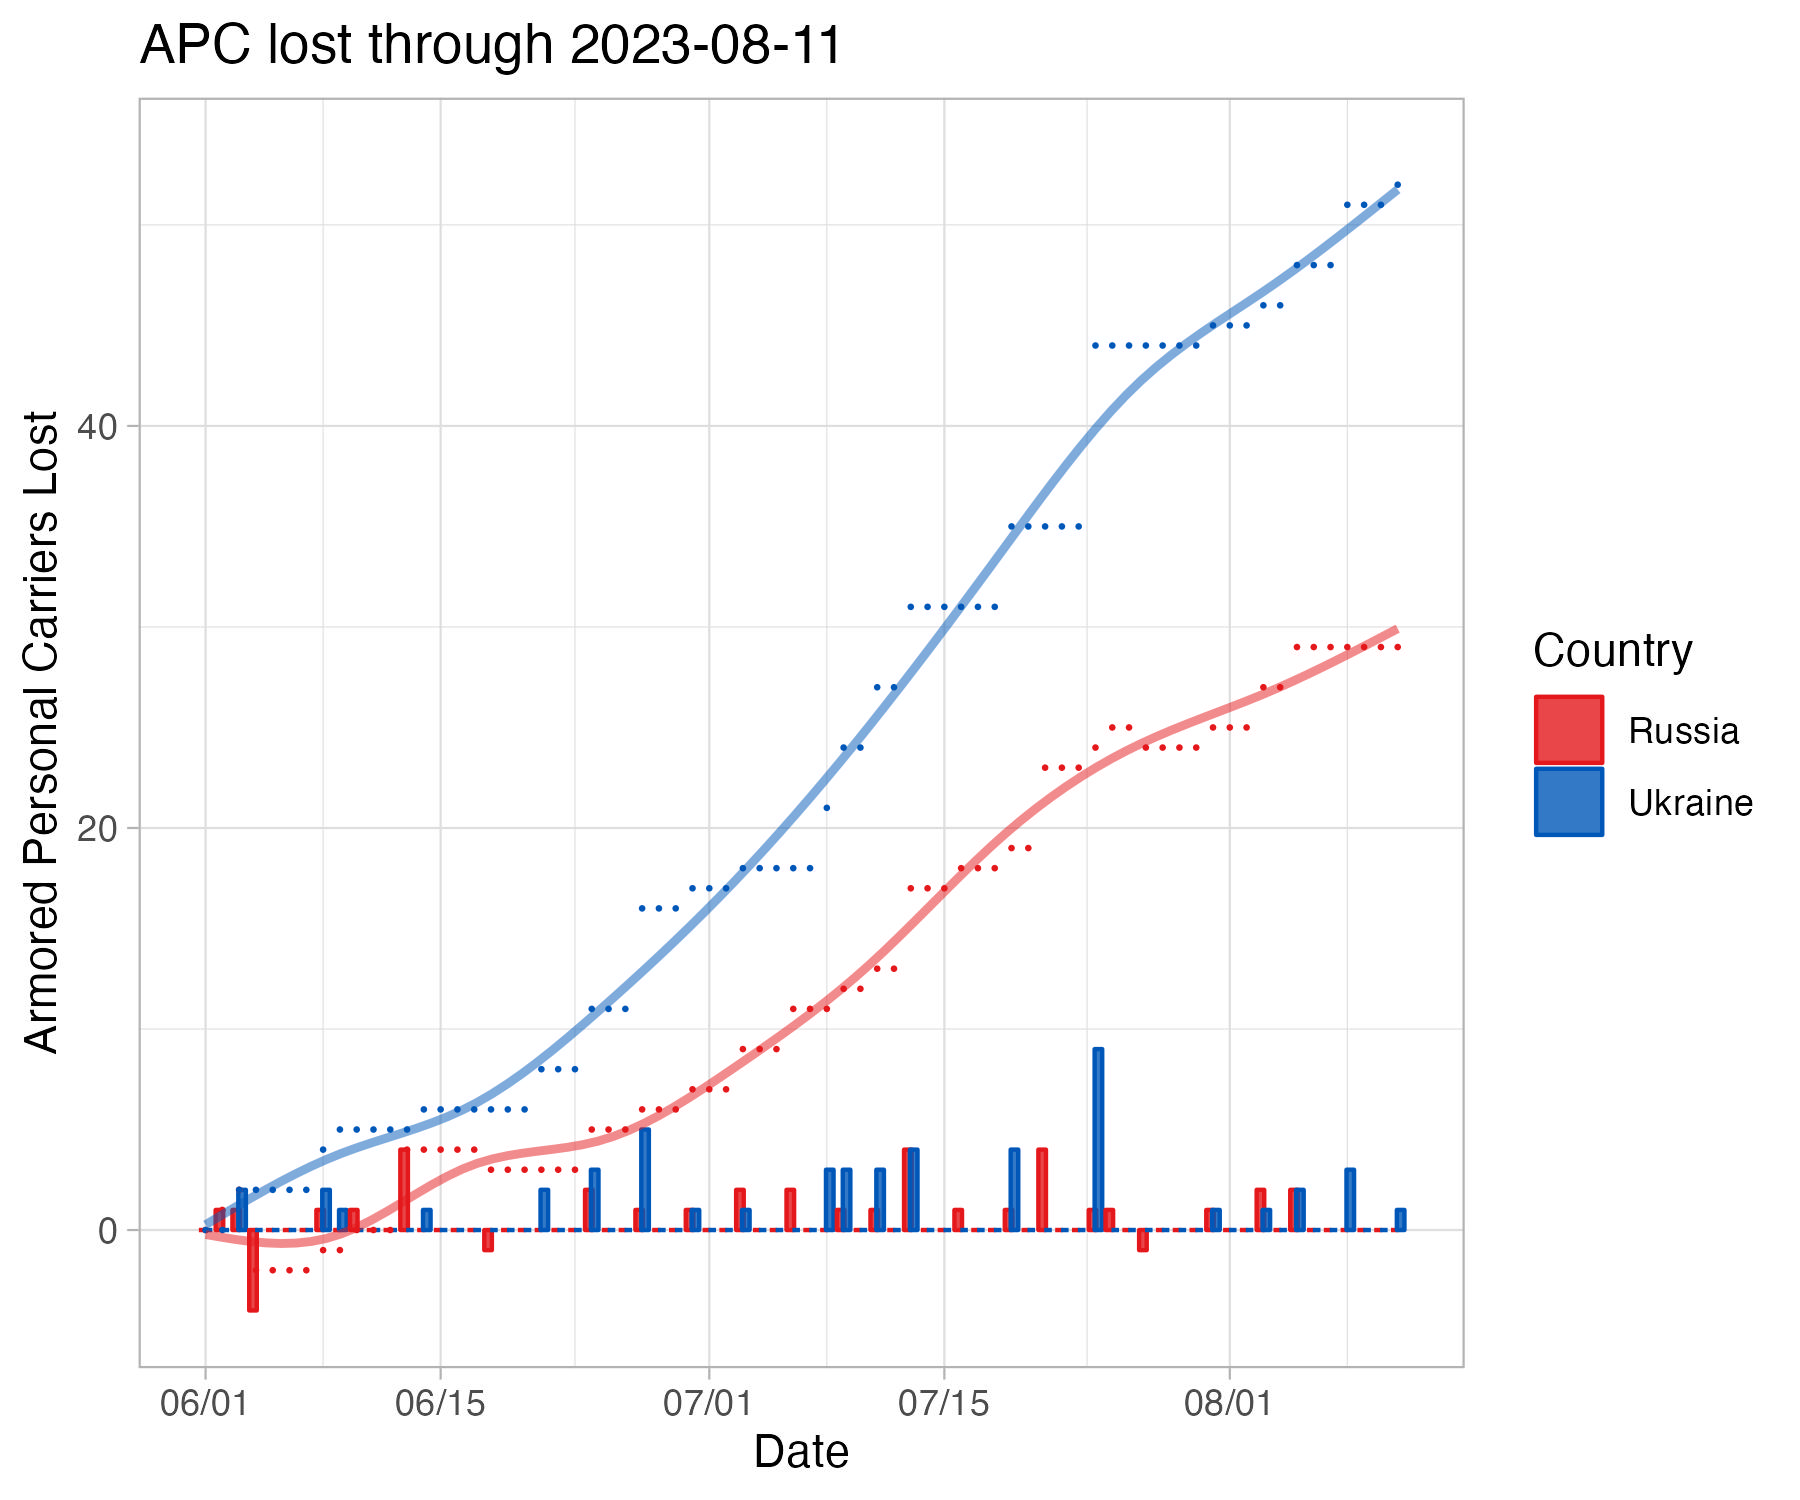 APC lost through 2023-08-11
Armored Personal Carriers Lost
40
20
0
06/01
06/15
07/01
07/15
08/01
Date
Country
Russia
Ukraine